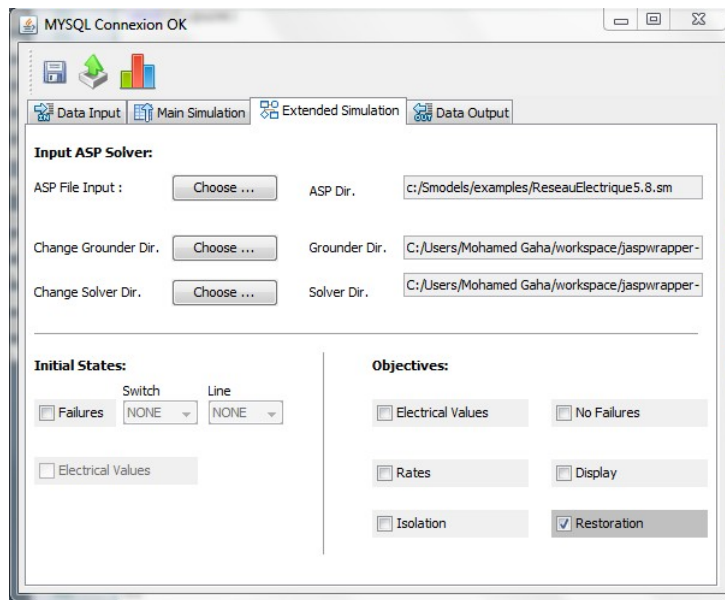 MYSQL Connexion OK
Data Input Main Simulation Extended Simulation Data Output
Input ASP Solver:
ASP File Input : Choose ... ASP Dir. c:/Smodels/examples/ReseauElectrique5.8.sm
Change Grounder Dir. Choose ... Grounder Dir. C:/Users/Mohamed Gaha/workspace/jaspwrapper-
Change Solver Dir. Choose ... Solver Dir. C:/Users/Mohamed Gaha/workspace/jaspwrapper-
Initial States: Objectives:
Switch Line
Failures NONE NONE Electrical Values No Failures
Electrical Values Rates Display
Isolation Restoration